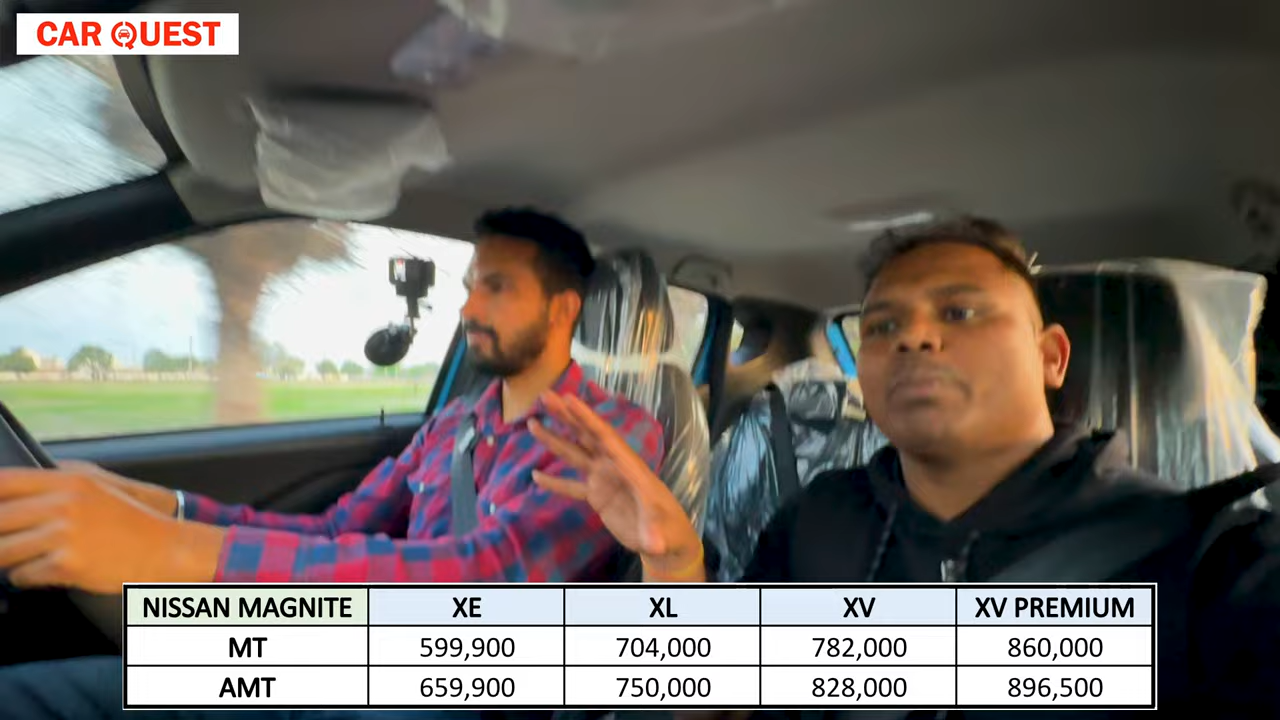 CAR QUEST
NISSAN MAGNITE XE XL XV XV PREMIUM
MT 599,900 704,000 782,000 860,000
AMT 659,900 750,000 828,000 896,500